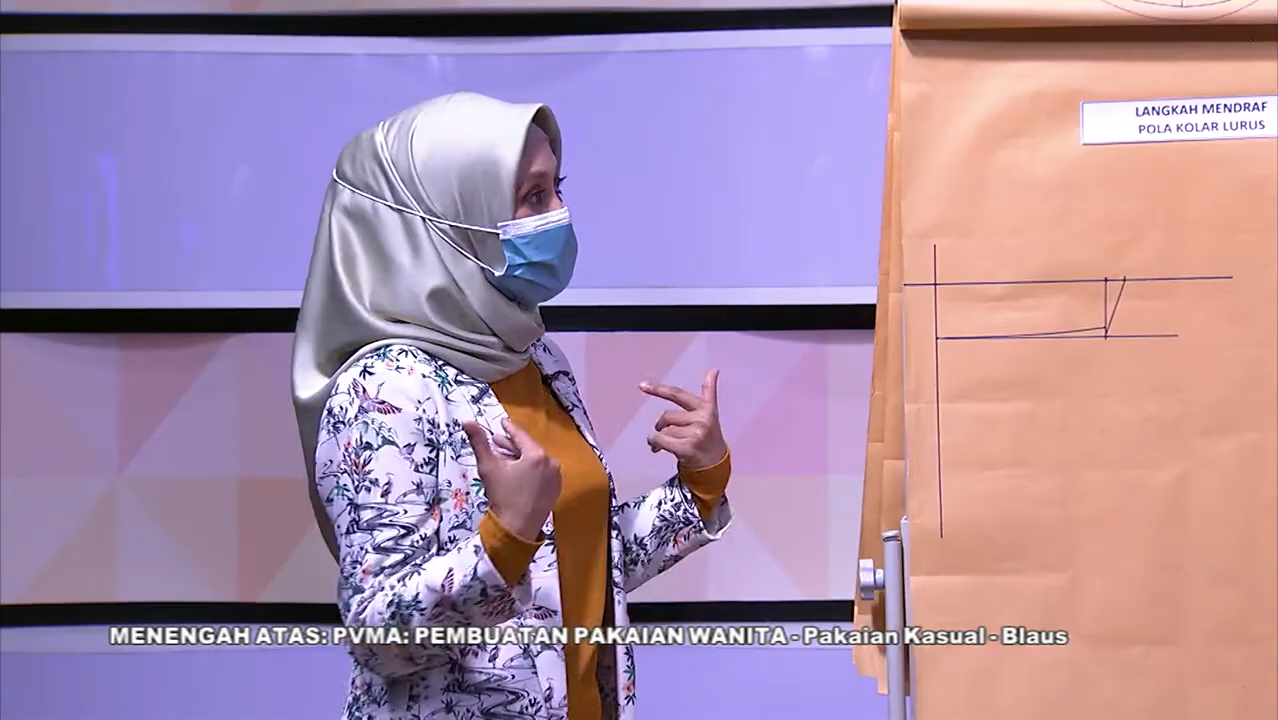 LANGKAH MENDRAF
POLA KOLAR LURUS
MENENGAH ATAS: PVMA: PEMBUATAN PAKAIAN WANITA - Pakaian Kasual - Blaus